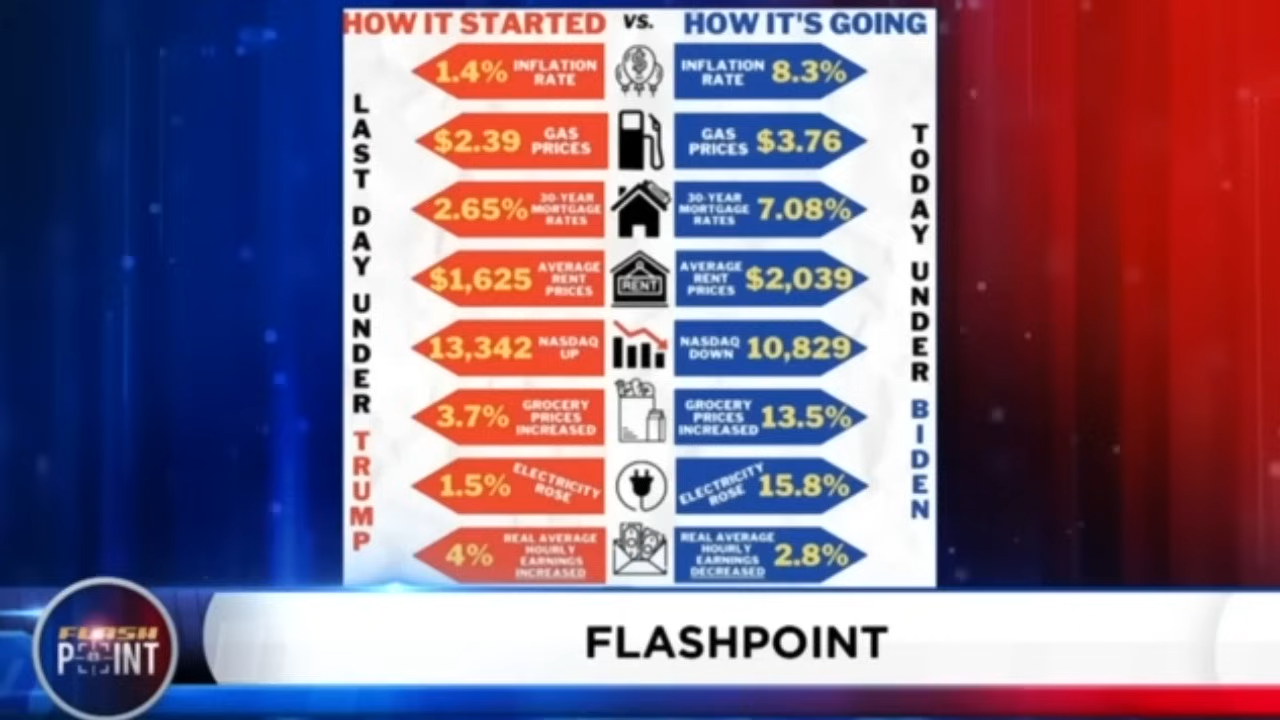 HOW IT STARTED VS. HOW IT'S GOING
LAST DAY UNDER TRUMP
1.4% INFLATION RATE
INFLATION RATE 8.3%
$2.39 GAS PRICES
GAS PRICES $3.76
2.65% 30-YEAR MORTGAGE RATES
30-YEAR MORTGAGE RATES 7.08%
$1,625 AVERAGE RENT PRICES
RENT
AVERAGE RENT PRICES $2,039
13,342 NASDAQ UP
NASDAQ DOWN 10,829
3.7% GROCERY PRICES INCREASED
GROCERY PRICES INCREASED 13.5%
1.5% ELECTRICITY ROSE
ELECTRICITY ROSE 15.8%
4% REAL AVERAGE HOURLY EARNINGS INCREASED
REAL AVERAGE HOURLY EARNINGS DECREASED 2.8%
TODAY UNDER BIDEN
FLASH
POINT
FLASHPOINT